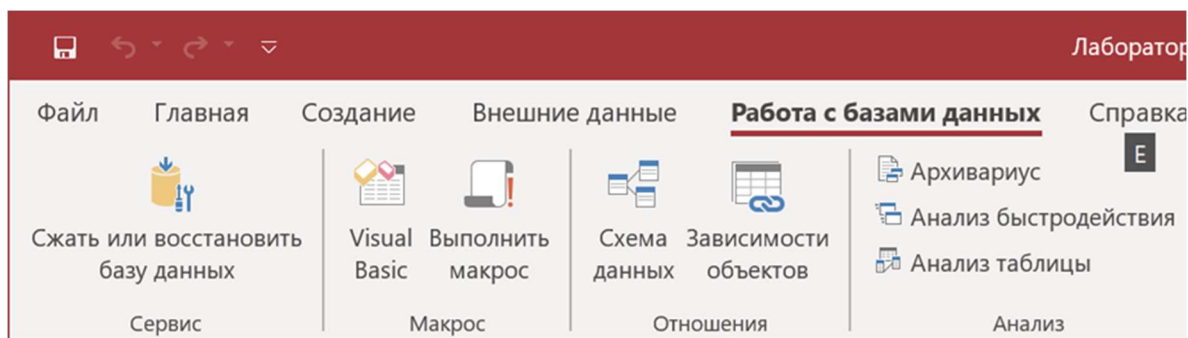 Лаборатор
Файл Главная Создание Внешние данные Работа с базами данных Справка
E
Сжать или восстановить
базу данных
Visual
Basic
Выполнить
макрос
Схема
данных
Зависимости
объектов
Архивариус
Анализ быстродействия
Анализ таблицы
Сервис Макрос Отношения Анализ